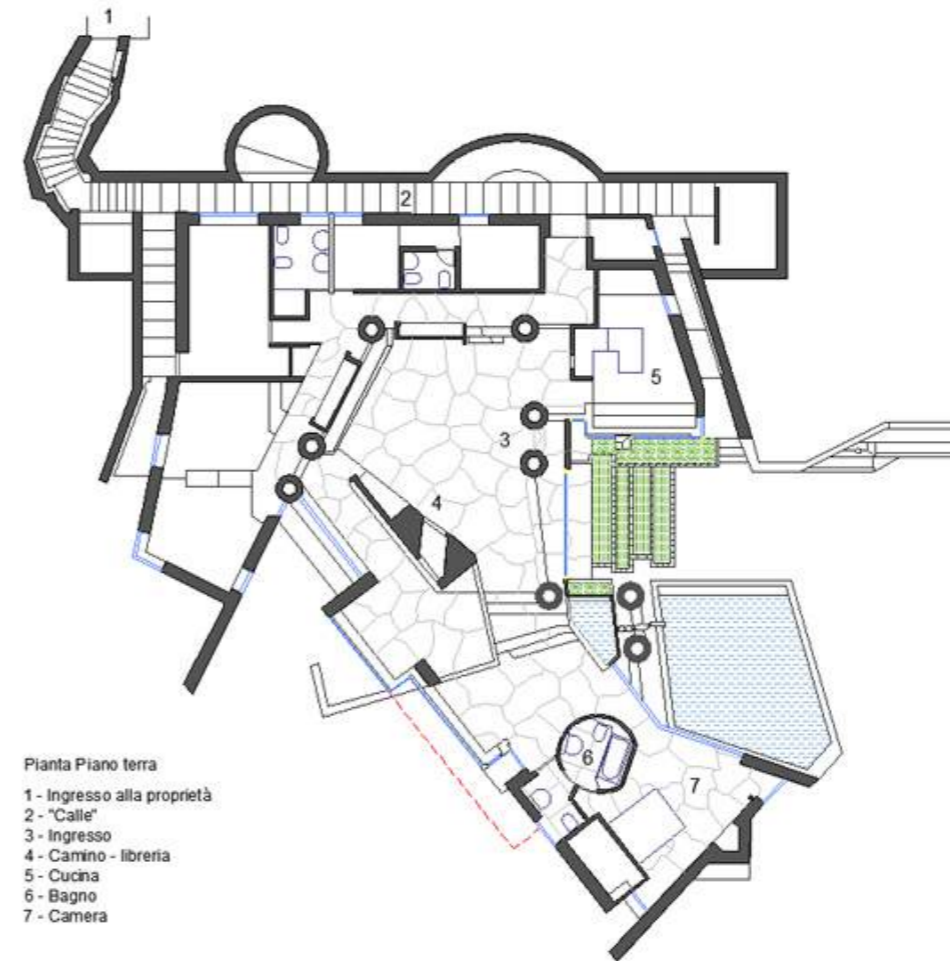 1
2
3
4
5
6
7
Pianta Piano terra
1 - Ingresso alla proprietà
2 - "Calle"
3 - Ingresso
4 - Camino - libreria
5 - Cucina
6 - Bagno
7 - Camera